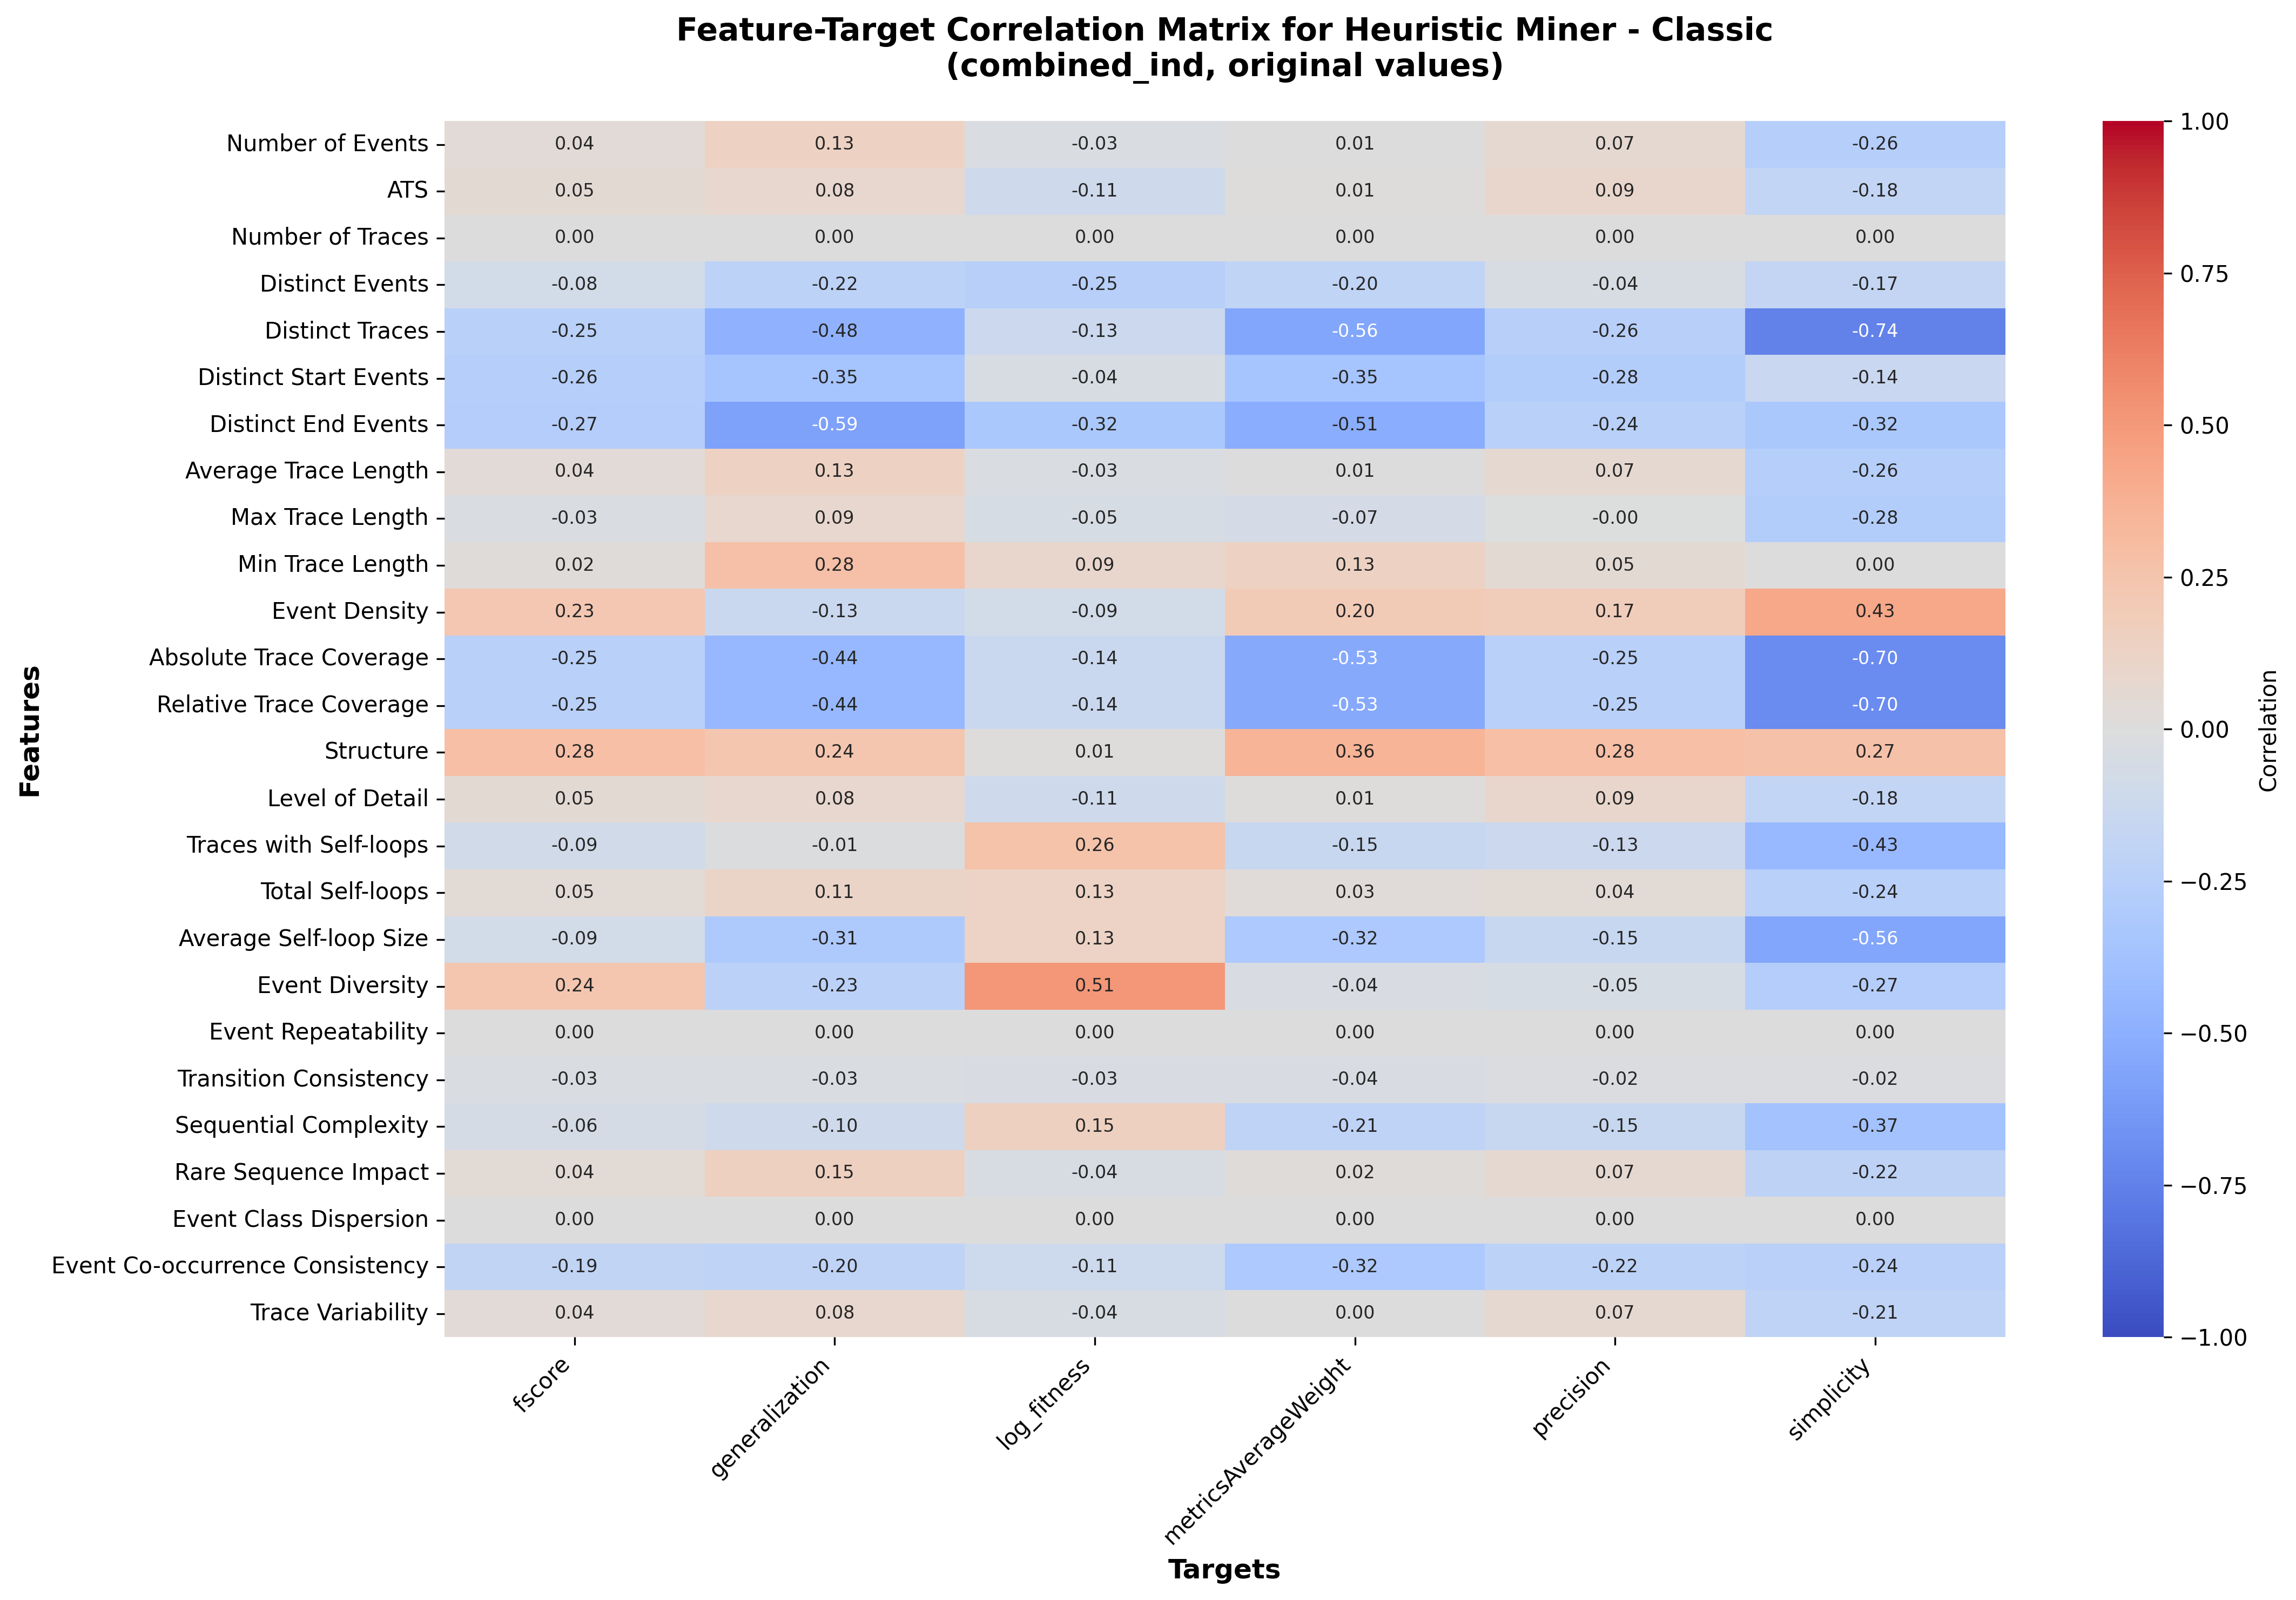 Feature-Target Correlation Matrix for Heuristic Miner - Classic
(combined_ind, original values)
Features
Number of Events 0.04 0.13 -0.03 0.01 0.07 -0.26
ATS 0.05 0.08 -0.11 0.01 0.09 -0.18
Number of Traces 0.00 0.00 0.00 0.00 0.00 0.00
Distinct Events -0.08 -0.22 -0.25 -0.20 -0.04 -0.17
Distinct Traces -0.25 -0.48 -0.13 -0.56 -0.26 -0.74
Distinct Start Events -0.26 -0.35 -0.04 -0.35 -0.28 -0.14
Distinct End Events -0.27 -0.59 -0.32 -0.51 -0.24 -0.32
Average Trace Length 0.04 0.13 -0.03 0.01 0.07 -0.26
Max Trace Length -0.03 0.09 -0.05 -0.07 -0.00 -0.28
Min Trace Length 0.02 0.28 0.09 0.13 0.05 0.00
Event Density 0.23 -0.13 -0.09 0.20 0.17 0.43
Absolute Trace Coverage -0.25 -0.44 -0.14 -0.53 -0.25 -0.70
Relative Trace Coverage -0.25 -0.44 -0.14 -0.53 -0.25 -0.70
Structure 0.28 0.24 0.01 0.36 0.28 0.27
Level of Detail 0.05 0.08 -0.11 0.01 0.09 -0.18
Traces with Self-loops -0.09 -0.01 0.26 -0.15 -0.13 -0.43
Total Self-loops 0.05 0.11 0.13 0.03 0.04 -0.24
Average Self-loop Size -0.09 -0.31 0.13 -0.32 -0.15 -0.56
Event Diversity 0.24 -0.23 0.51 -0.04 -0.05 -0.27
Event Repeatability 0.00 0.00 0.00 0.00 0.00 0.00
Transition Consistency -0.03 -0.03 -0.03 -0.04 -0.02 -0.02
Sequential Complexity -0.06 -0.10 0.15 -0.21 -0.15 -0.37
Rare Sequence Impact 0.04 0.15 -0.04 0.02 0.07 -0.22
Event Class Dispersion 0.00 0.00 0.00 0.00 0.00 0.00
Event Co-occurrence Consistency -0.19 -0.20 -0.11 -0.32 -0.22 -0.24
Trace Variability 0.04 0.08 -0.04 0.00 0.07 -0.21
fscore generalization log_fitness metricsAverageWeight precision simplicity
Targets
1.00
0.75
0.50
0.25
0.00
−0.25
−0.50
−0.75
−1.00
Correlation